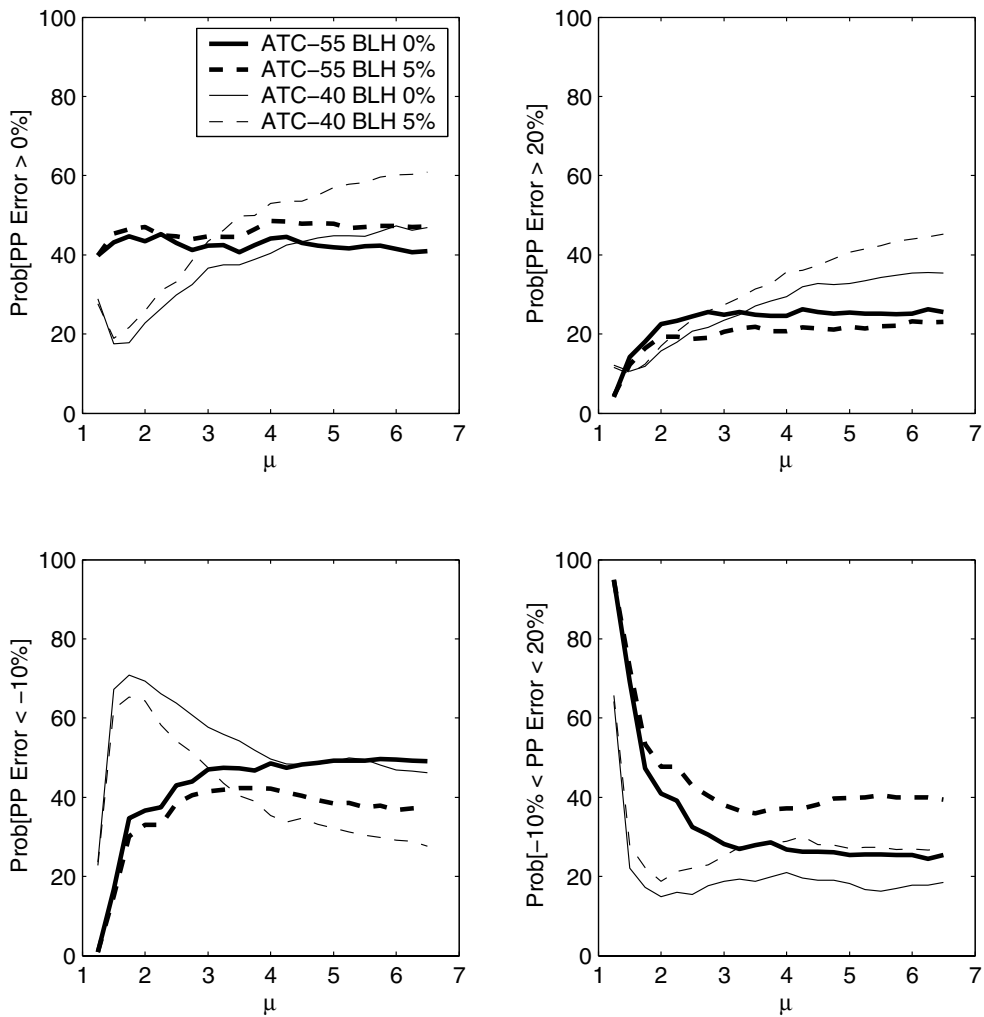 100
80
60
40
20
0
1 2 3 4 5 6 7
μ
Prob[PP Error > 0%]
ATC−55 BLH 0%
ATC−55 BLH 5%
ATC−40 BLH 0%
ATC−40 BLH 5%
100
80
60
40
20
0
1 2 3 4 5 6 7
μ
Prob[PP Error > 20%]
100
80
60
40
20
0
1 2 3 4 5 6 7
μ
Prob[PP Error < −10%]
100
80
60
40
20
0
1 2 3 4 5 6 7
μ
Prob[−10% < PP Error < 20%]